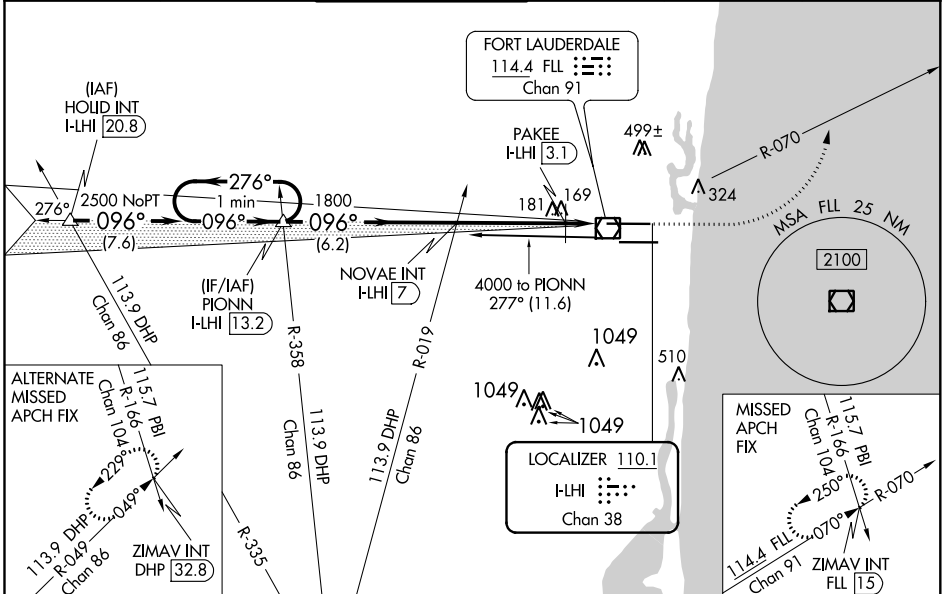 (IAF)
HOLID INT
I-LHI 20.8
FORT LAUDERDALE
114.4 FLL
Chan 91
PAKEE
I-LHI 3.1
499±
R-070
324
181
169
276°
2500 NoPT
096°
(7.6)
276°
1 min
096°
1800
096°
(6.2)
(IF/IAF)
PIONN
I-LHI 13.2
NOVAE INT
I-LHI 7
4000 to PIONN
277° (11.6)
MSA FLL 25 NM
2100
113.9 DHP
Chan 86
R-358
113.9 DHP
Chan 86
R-019
113.9 DHP
Chan 86
1049
1049
1049
510
LOCALIZER 110.1
I-LHI
Chan 38
ALTERNATE
MISSED
APCH FIX
115.7 PBI
R-166
Chan 104
229°
049°
113.9 DHP
R-049
Chan 86
ZIMAV INT
DHP 32.8
R-335
MISSED
APCH
FIX
115.7 PBI
R-166
Chan 104
250°
070°
R-070
114.4 FLL
Chan 91
ZIMAV INT
FLL 15